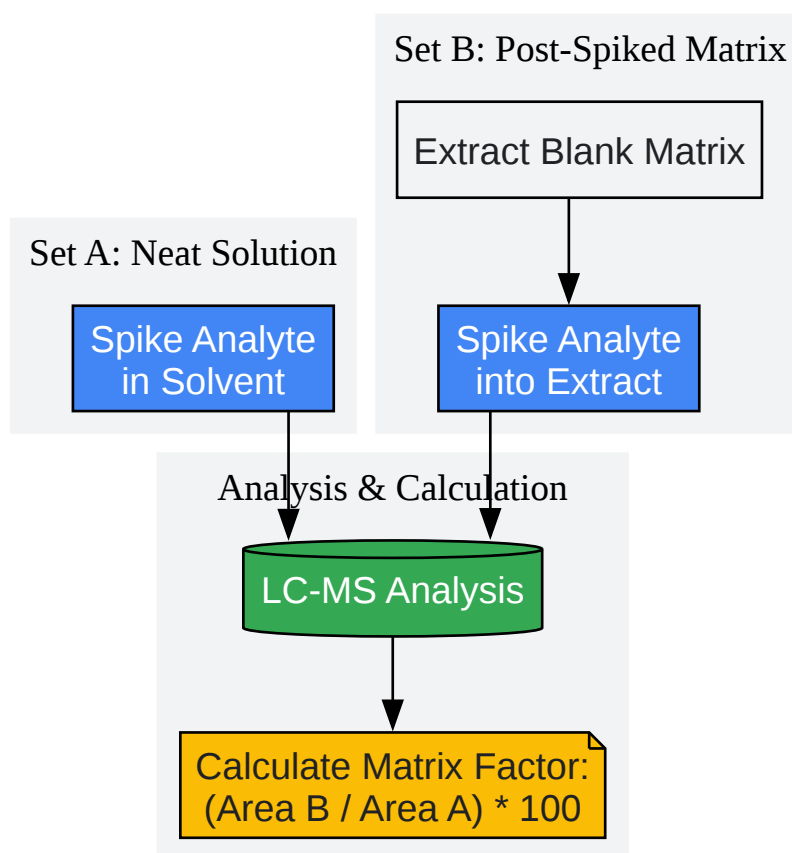 Set B: Post-Spiked Matrix
Extract Blank Matrix
Set A: Neat Solution
Spike Analyte
in Solvent
Spike Analyte
into Extract
Analysis & Calculation
LC-MS Analysis
Calculate Matrix Factor:
(Area B / Area A) * 100